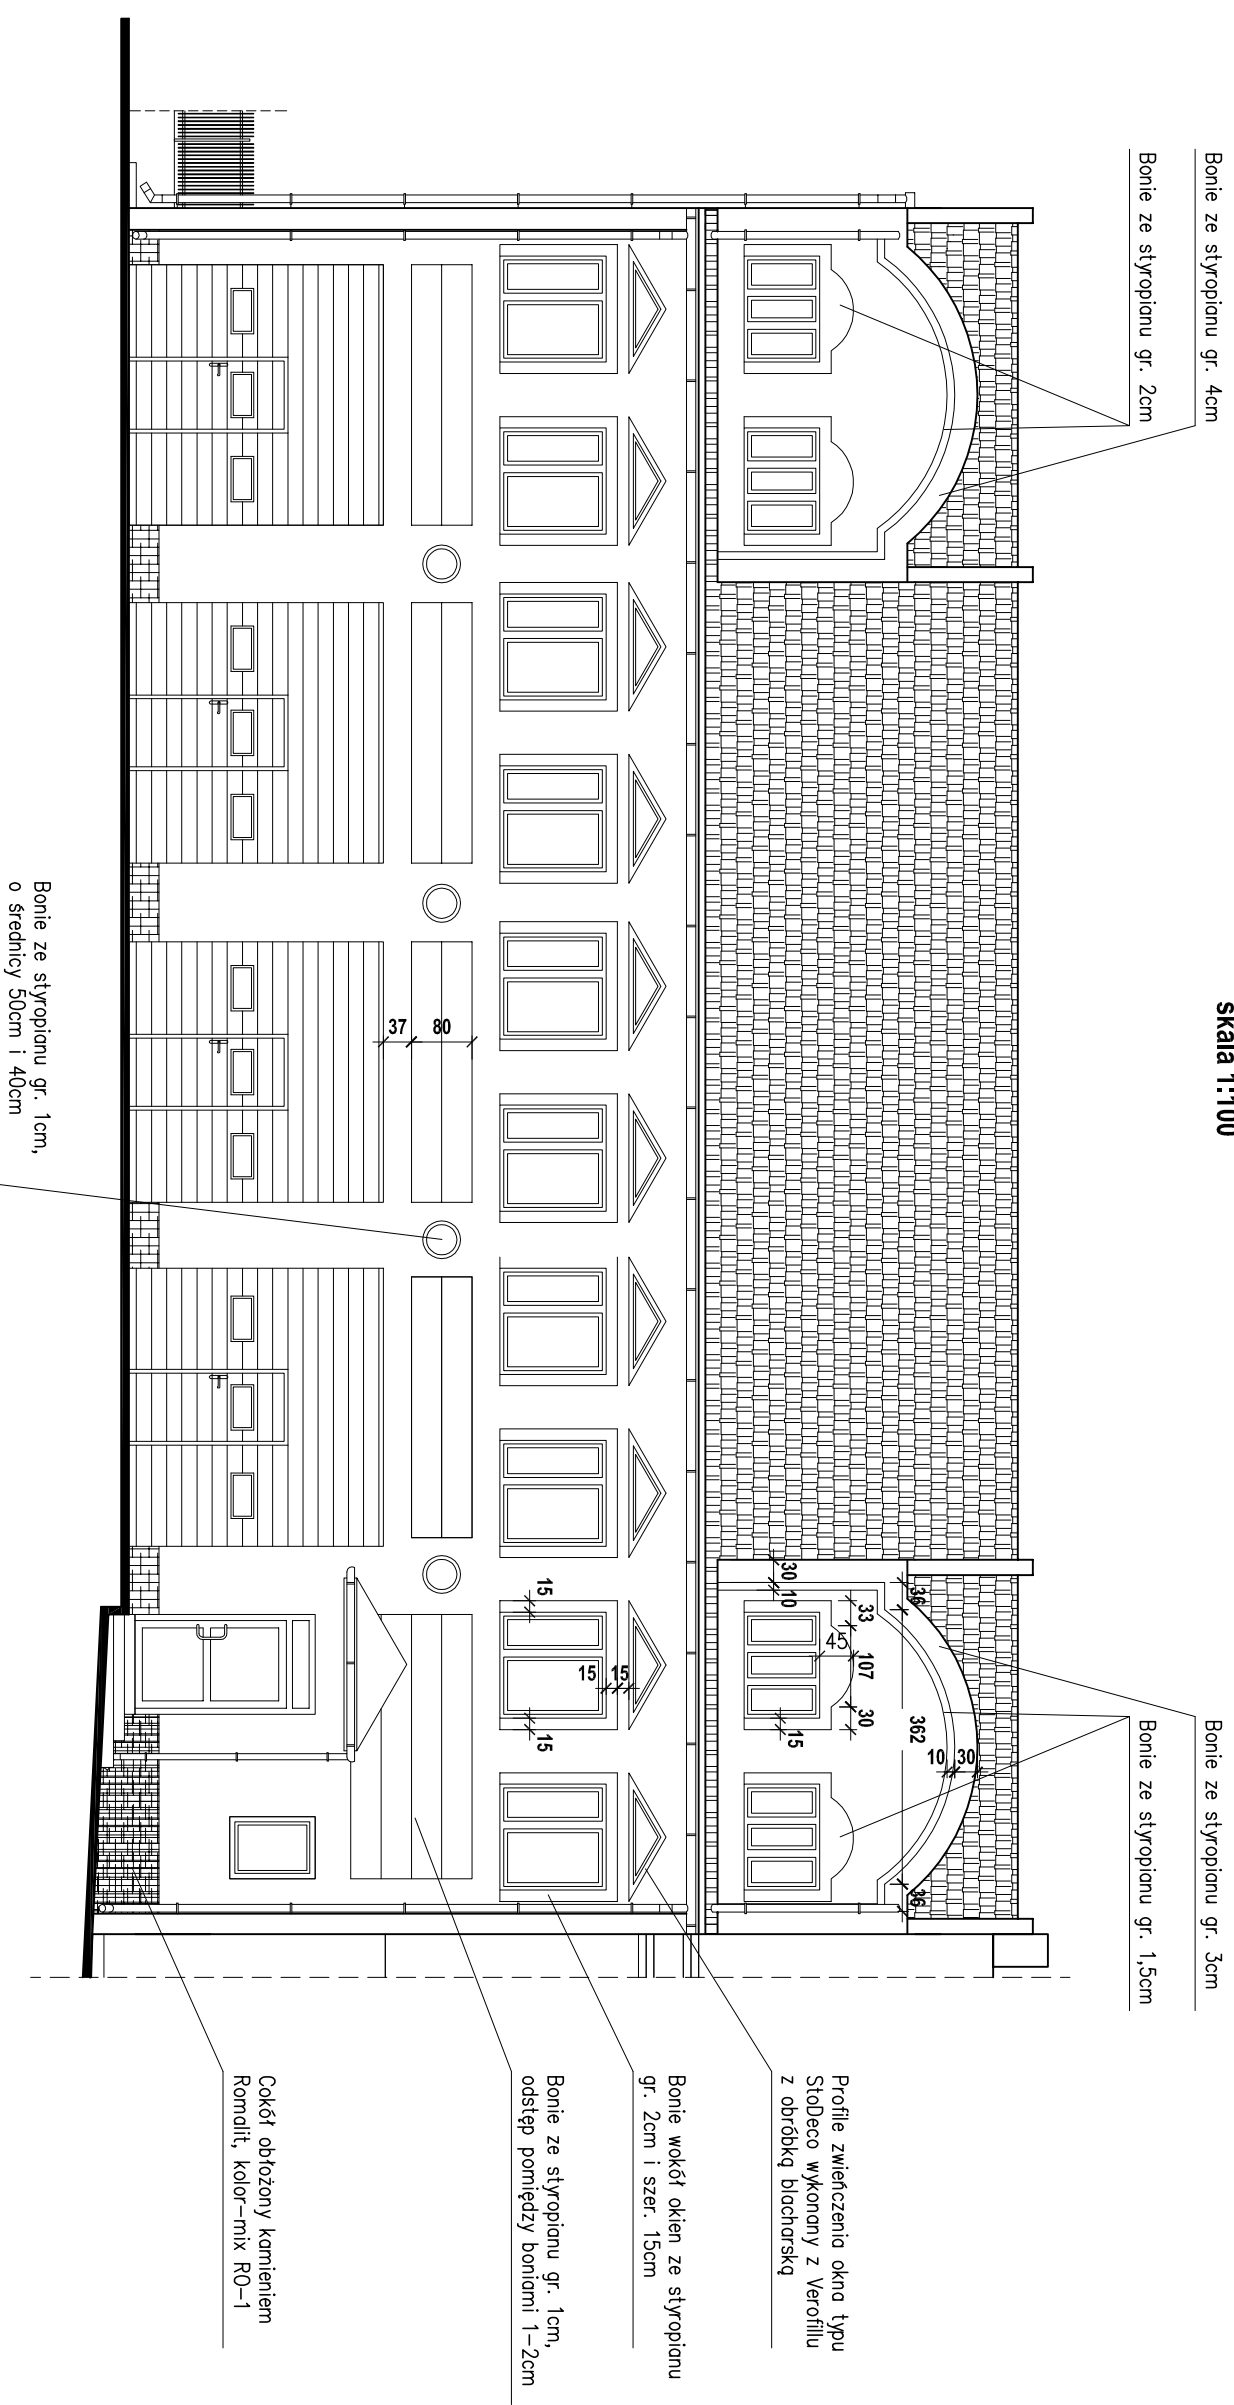 skala 1:100
Bonie ze styropianu gr. 4cm
Bonie ze styropianu gr. 2cm
Bonie ze styropianu gr. 3cm
Bonie ze styropianu gr. 1,5cm
36
362
36
10
30
30
10
33
107
30
45
15
15
15
15
15
37
80
Profile zwieńczenia okna typu
StoDeco wykonany z Verofillu
z obróbką blacharską
Bonie wokół okien ze styropianu
gr. 2cm i szer. 15cm
Bonie ze styropianu gr. 1cm,
odstęp pomiędzy boniami 1-2cm
Cokół obłożony kamieniem
Romalit, kolor-mix RO-1
Bonie ze styropianu gr. 1cm,
o średnicy 50cm i 40cm